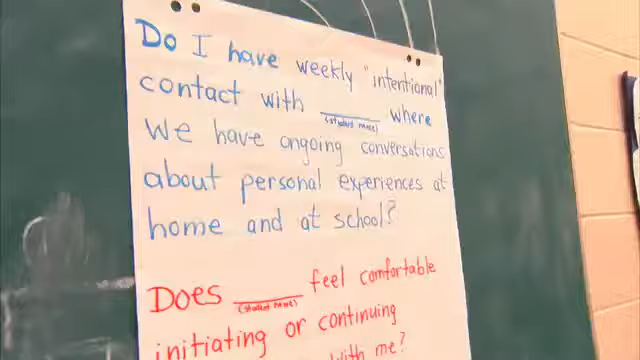 Do I have weekly "intentional"
contact with ______ where
(student name)
we have ongoing conversations
about personal experiences at
home and at school?
Does ______ feel comfortable
(student name)
initiating or continuing
with me?